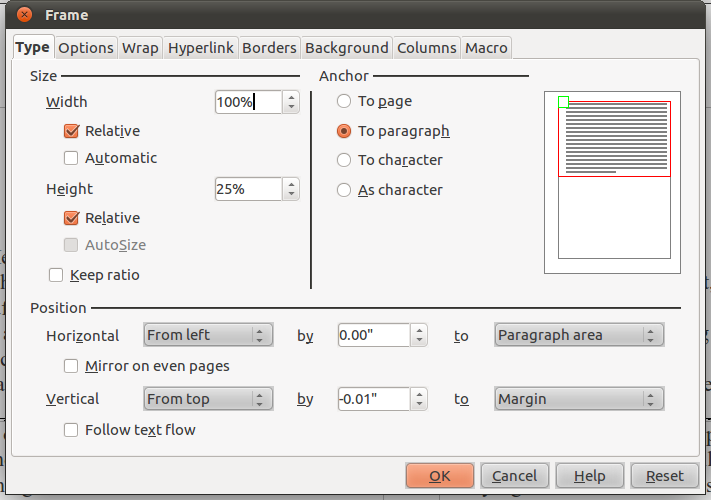 Frame
Type Options Wrap Hyperlink Borders Background Columns Macro
Size Anchor
Width 100% To page
Relative To paragraph
Automatic To character
Height 25% As character
Relative
AutoSize
Keep ratio
Position
Horizontal From left by 0.00" to Paragraph area
Mirror on even pages
Vertical From top by -0.01" to Margin
Follow text flow
OK Cancel Help Reset